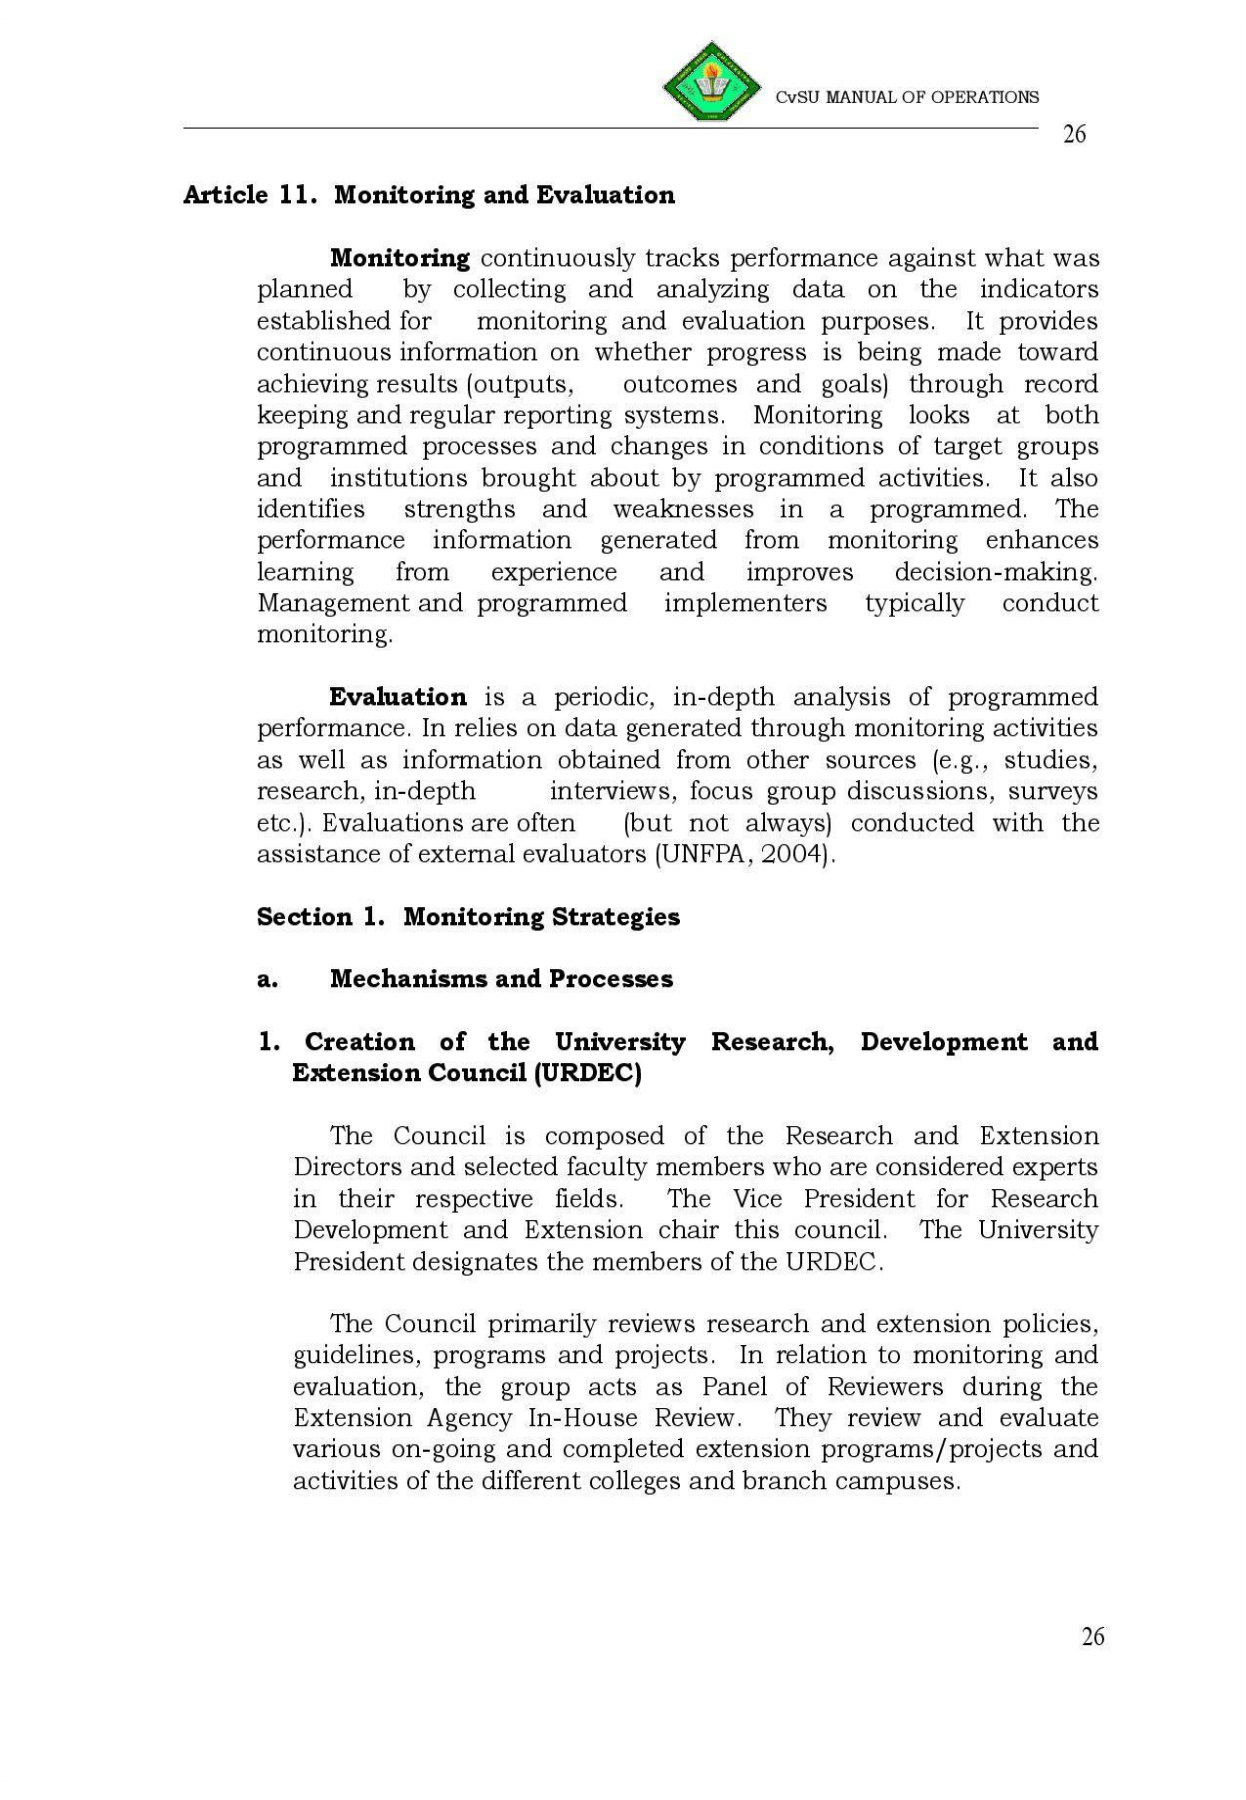 CvSU MANUAL OF OPERATIONS
26
Article 11. Monitoring and Evaluation
Monitoring continuously tracks performance against what was
planned by collecting and analyzing data on the indicators
established for monitoring and evaluation purposes. It provides
continuous information on whether progress is being made toward
achieving results (outputs, outcomes and goals) through record
keeping and regular reporting systems. Monitoring looks at both
programmed processes and changes in conditions of target groups
and institutions brought about by programmed activities. It also
identifies strengths and weaknesses in a programmed. The
performance information generated from monitoring enhances
learning from experience and improves decision-making.
Management and programmed implementers typically conduct
monitoring.
Evaluation is a periodic, in-depth analysis of programmed
performance. In relies on data generated through monitoring activities
as well as information obtained from other sources (e.g., studies,
research, in-depth interviews, focus group discussions, surveys
etc.). Evaluations are often (but not always) conducted with the
assistance of external evaluators (UNFPA, 2004).
Section 1. Monitoring Strategies
a. Mechanisms and Processes
1. Creation of the University Research, Development and
Extension Council (URDEC)
The Council is composed of the Research and Extension
Directors and selected faculty members who are considered experts
in their respective fields. The Vice President for Research
Development and Extension chair this council. The University
President designates the members of the URDEC.
The Council primarily reviews research and extension policies,
guidelines, programs and projects. In relation to monitoring and
evaluation, the group acts as Panel of Reviewers during the
Extension Agency In-House Review. They review and evaluate
various on-going and completed extension programs/projects and
activities of the different colleges and branch campuses.
26